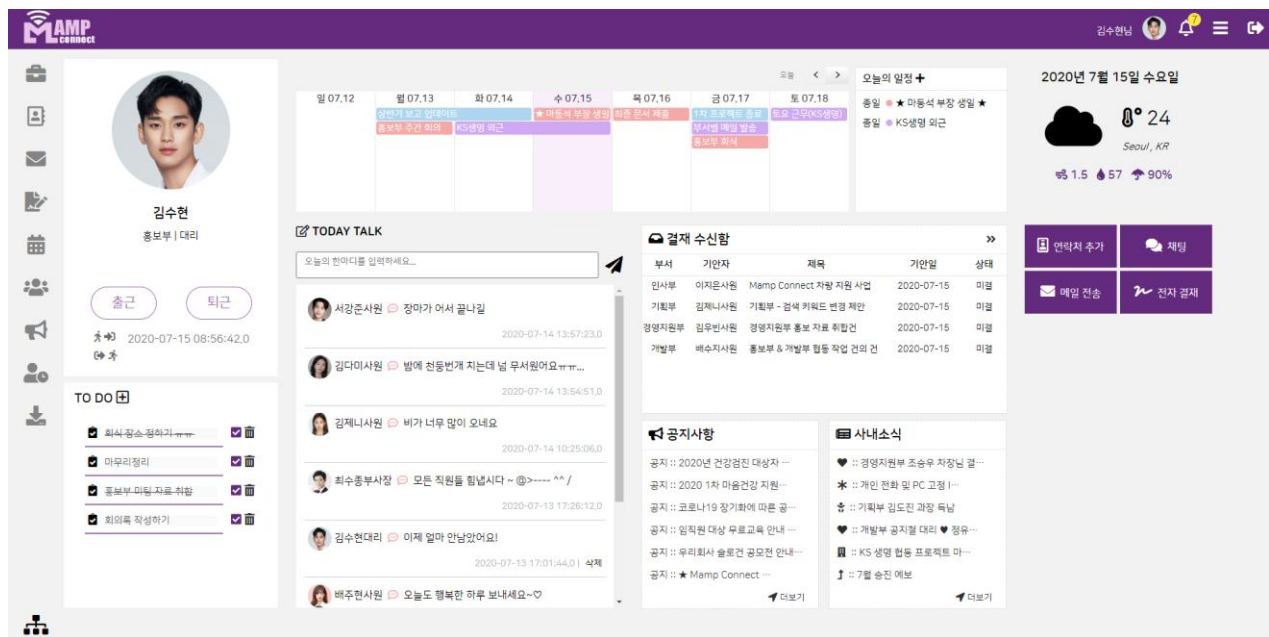 MAMP
connect
김수현님
7
김수현
홍보부 | 대리
출근
퇴근
2020-07-15 08:56:42.0
TO DO
회식 장소 정하기 ㅠㅠ
마무리정리
홍보부 미팅 자료 취합
회의록 작성하기
오늘
일 07.12 월 07.13 화 07.14 수 07.15 목 07.16 금 07.17 토 07.18
상반기 보고 업데이트 ★ 마동석 부장 생일 최종 문서 제출 1차 프로젝트 종료 토요 근무(KS생명)
홍보부 주간 회의 KS생명 외근 부서별 메일 발송
홍보부 회식
오늘의 일정
종일 ★ 마동석 부장 생일 ★
종일 KS생명 외근
2020년 7월 15일 수요일
24
Seoul, KR
1.5 57 90%
연락처 추가
채팅
메일 전송
전자 결재
TODAY TALK
오늘의 한마디를 입력하세요...
서강준사원 장마가 어서 끝나길
2020-07-14 13:57:23.0
김다미사원 밤에 천둥번개 치는데 넘 무서웠어요ㅠㅠ...
2020-07-14 13:54:51.0
김제니사원 비가 너무 많이 오네요
2020-07-14 10:25:06.0
최수종부사장 모든 직원들 힘냅시다 ~ @>---- ^^ /
2020-07-13 17:26:12.0
김수현대리 이제 얼마 안남았어요!
2020-07-13 17:01:44.0 | 삭제
배주현사원 오늘도 행복한 하루 보내세요~♡
결재 수신함 »
부서 기안자 제목 기안일 상태
인사부 이지은사원 Mamp Connect 차량 지원 사업 2020-07-15 미결
기획부 김제니사원 기획부 - 검색 키워드 변경 제안 2020-07-15 미결
경영지원부 김우빈사원 경영지원부 홍보 자료 취합건 2020-07-15 미결
개발부 배수지사원 홍보부 & 개발부 협동 작업 건의 건 2020-07-15 미결
공지사항
공지 :: 2020년 건강검진 대상자 ...
공지 :: 2020 1차 마음건강 지원...
공지 :: 코로나19 장기화에 따른 공...
공지 :: 임직원 대상 무료교육 안내 ...
공지 :: 우리회사 슬로건 공모전 안내...
공지 :: ★ Mamp Connect ...
더보기
사내소식
:: 경영지원부 조승우 차장님 결...
:: 개인 전화 및 PC 고정 I...
:: 기획부 김도진 과장 득남
:: 개발부 공지철 대리 ♥ 정유...
:: KS 생명 협동 프로젝트 마...
:: 7월 승진 예보
더보기